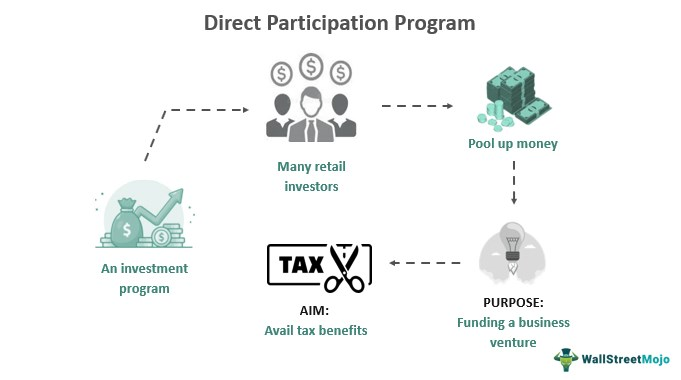 Direct Participation Program
$ $ $
Many retail
investors
Pool up money
$ $
An investment
program
TAX
AIM:
Avail tax benefits
PURPOSE:
Funding a business
venture
WallStreetMojo